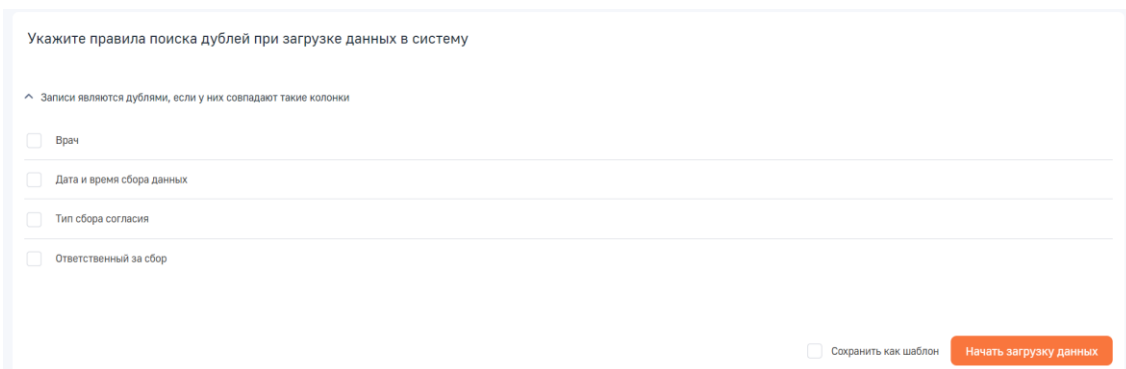 Укажите правила поиска дублей при загрузке данных в систему
Записи являются дублями, если у них совпадают такие колонки
Врач
Дата и время сбора данных
Тип сбора согласия
Ответственный за сбор
Сохранить как шаблон
Начать загрузку данных